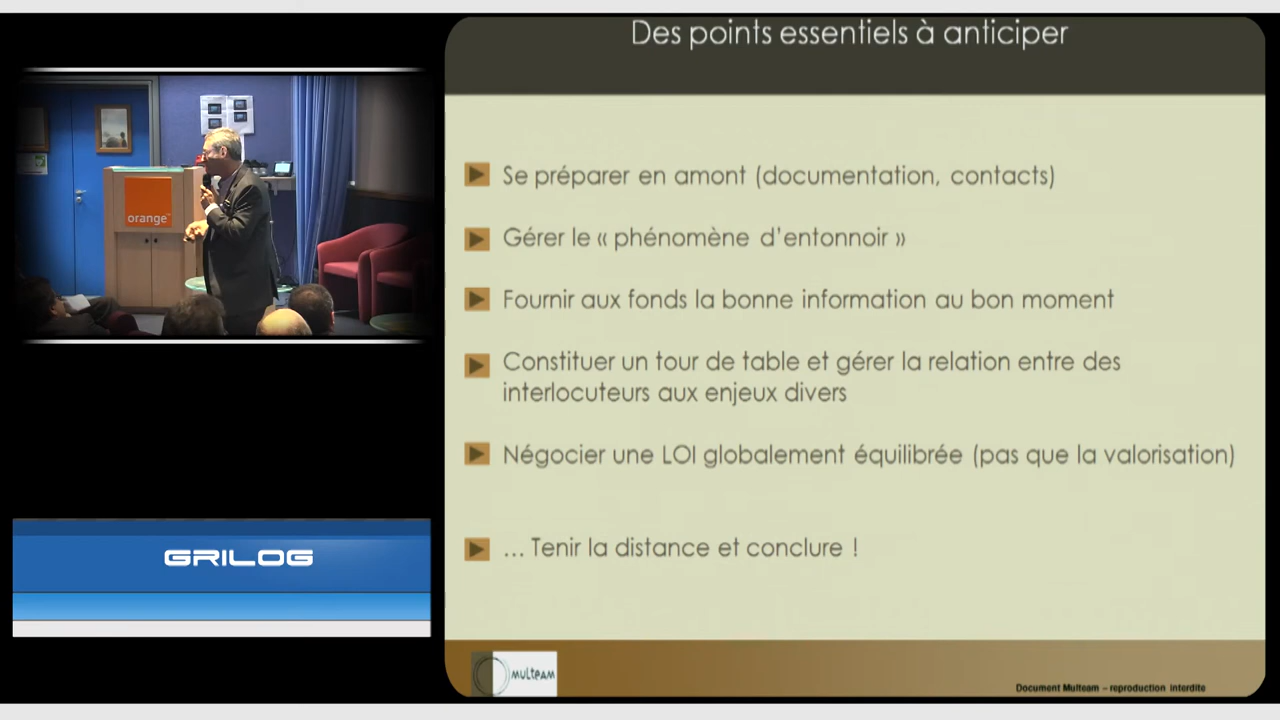 Des points essentiels à anticiper
Se préparer en amont (documentation, contacts)
Gérer le « phénomène d'entonnoir »
Fournir aux fonds la bonne information au bon moment
Constituer un tour de table et gérer la relation entre des
interlocuteurs aux enjeux divers
Négocier une LOI globalement équilibrée (pas que la valorisation)
... Tenir la distance et conclure !
orange
GRILOG
muLteam
Document Multeam – reproduction interdite